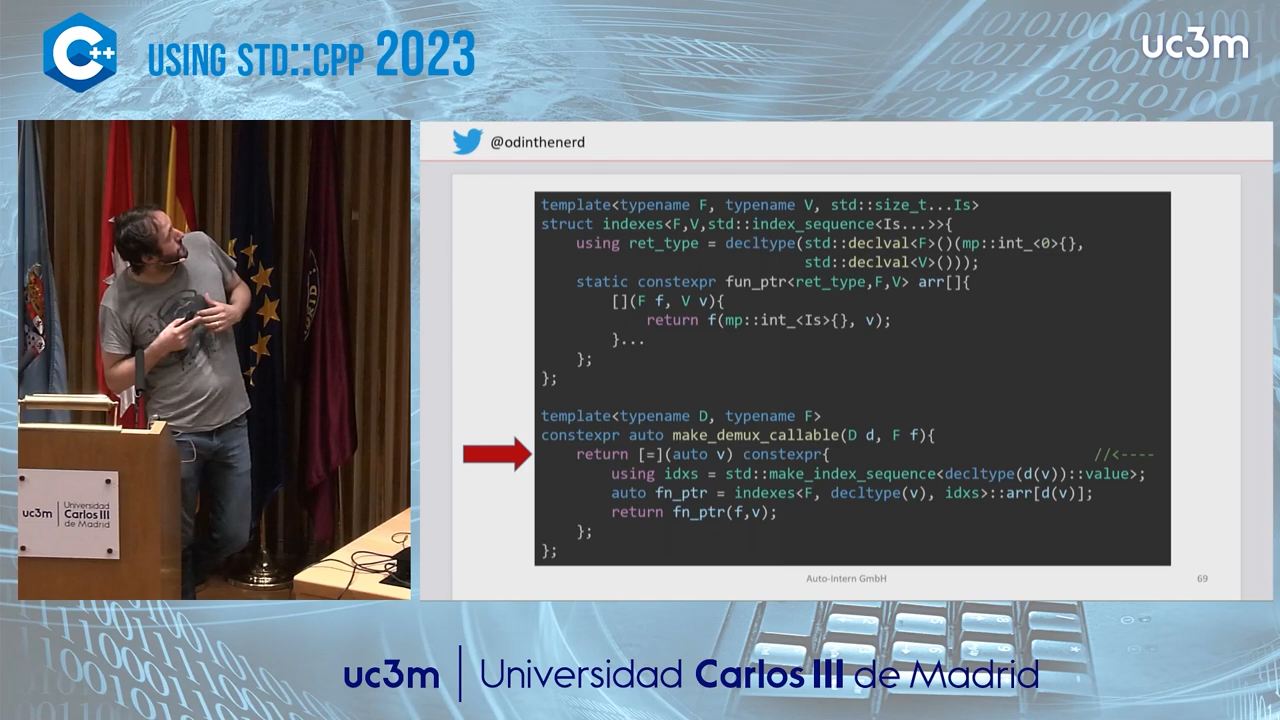 C++
USING STD::CPP 2023
uc3m
@odinthenerd
template<typename F, typename V, std::size_t...Is>
struct indexes<F,V,std::index_sequence<Is...>>{
    using ret_type = decltype(std::declval<F>()(mp::int_<0>{},
                              std::declval<V>()));
    static constexpr fun_ptr<ret_type,F,V> arr[]{
        [](F f, V v){
            return f(mp::int_<Is>{}, v);
        }...
    };
};
template<typename D, typename F>
constexpr auto make_demux_callable(D d, F f){
    return [=](auto v) constexpr{                              //<----
        using idxs = std::make_index_sequence<decltype(d(v))::value>;
        auto fn_ptr = indexes<F, decltype(v), idxs>::arr[d(v)];
        return fn_ptr(f,v);
    };
};
Auto-Intern GmbH
69
uc3m | Universidad
Carlos III
de Madrid
uc3m | Universidad Carlos III de Madrid